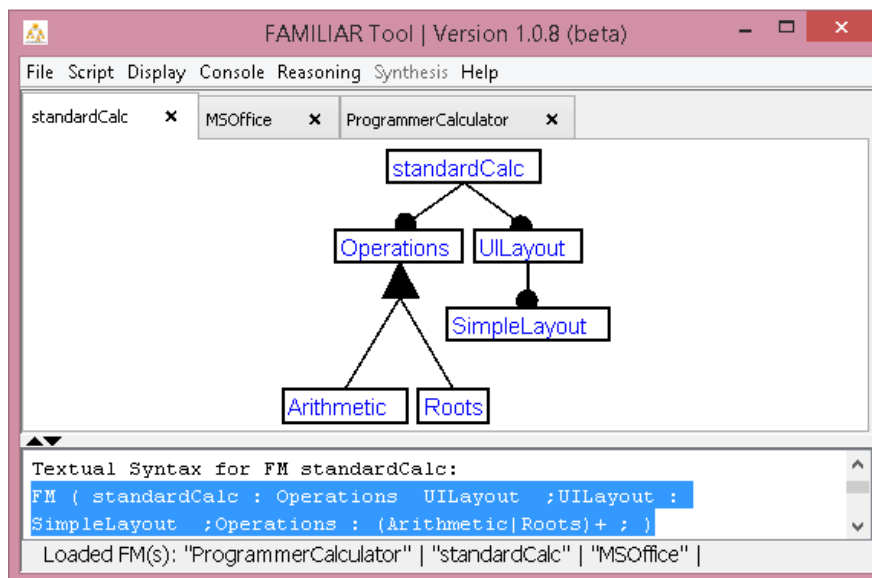 FAMILIAR Tool | Version 1.0.8 (beta)
File Script Display Console Reasoning Synthesis Help
standardCalc x MSOffice x ProgrammerCalculator x
standardCalc
Operations UILayout
SimpleLayout
Arithmetic Roots
Textual Syntax for FM standardCalc:
FM ( standardCalc : Operations UILayout ;UILayout :
SimpleLayout ;Operations : (Arithmetic|Roots)+ ; )
Loaded FM(s): "ProgrammerCalculator" | "standardCalc" | "MSOffice" |